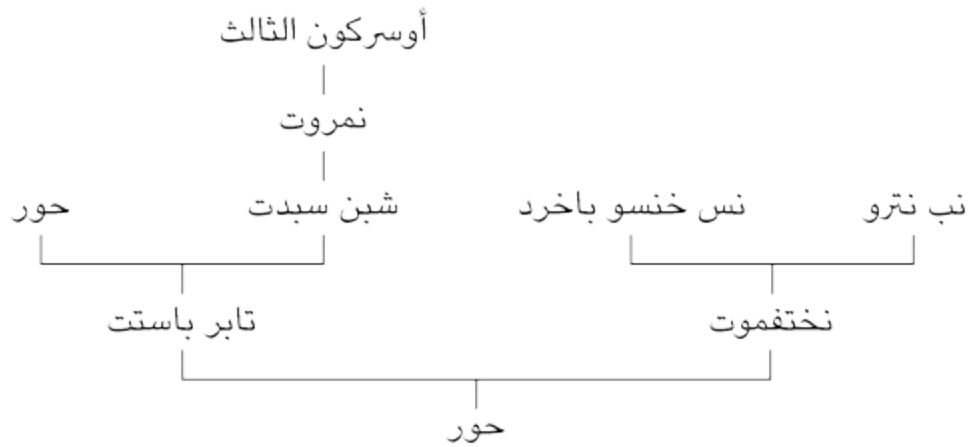 أوسركون الثالث
نمروت
نب نترو نس خنسو باخرد شبن سبدت حور
نختفموت تابر باستت
حور